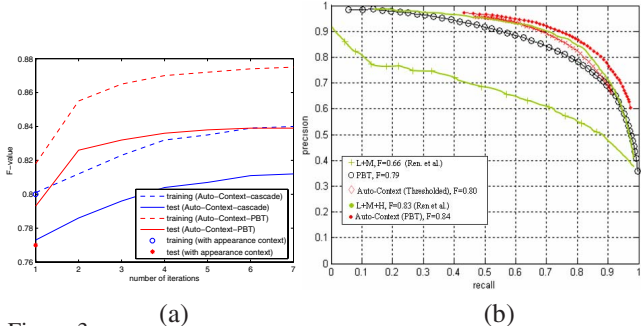 0.88
0.86
0.84
0.82
0.80
0.78
0.76
F-value
1 2 3 4 5 6 7
number of iterations
training (Auto-Context-cascade)
test (Auto-Context-cascade)
training (Auto-Context-PBT)
test (Auto-Context-PBT)
training (with appearance context)
test (with appearance context)
(a)
1
0.9
0.8
0.7
0.6
0.5
0.4
0.3
0.2
0.1
0
precision
0 0.1 0.2 0.3 0.4 0.5 0.6 0.7 0.8 0.9 1
recall
L+M, F=0.66 (Ren et al.)
PBT, F=0.79
Auto-Context (Thresholded), F=0.80
L+M+H, F=0.83 (Ren et al.)
Auto-Context (PBT), F=0.84
(b)